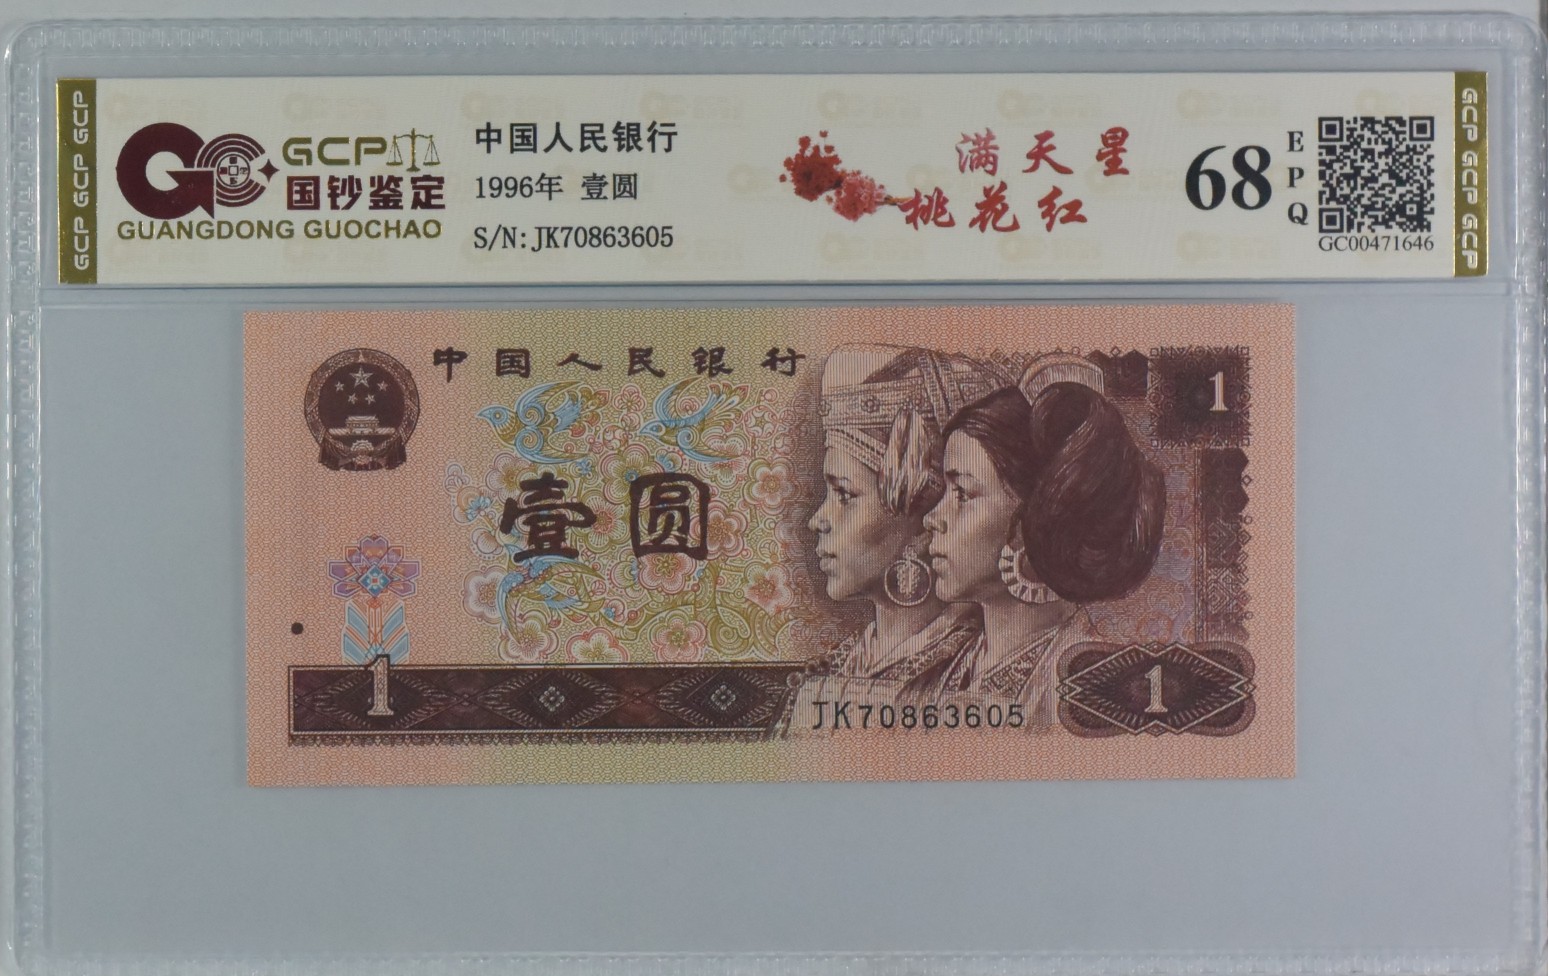 GCP GCP GCP
GCP
国钞鉴定
GUANGDONG GUOCHAO
中国人民银行
1996年 壹圆
S/N:JK70863605
满天星
桃花红
68
EPQ
GC00471646
GCP GCP GCP
中国人民银行
1
壹圆
1
JK70863605
1